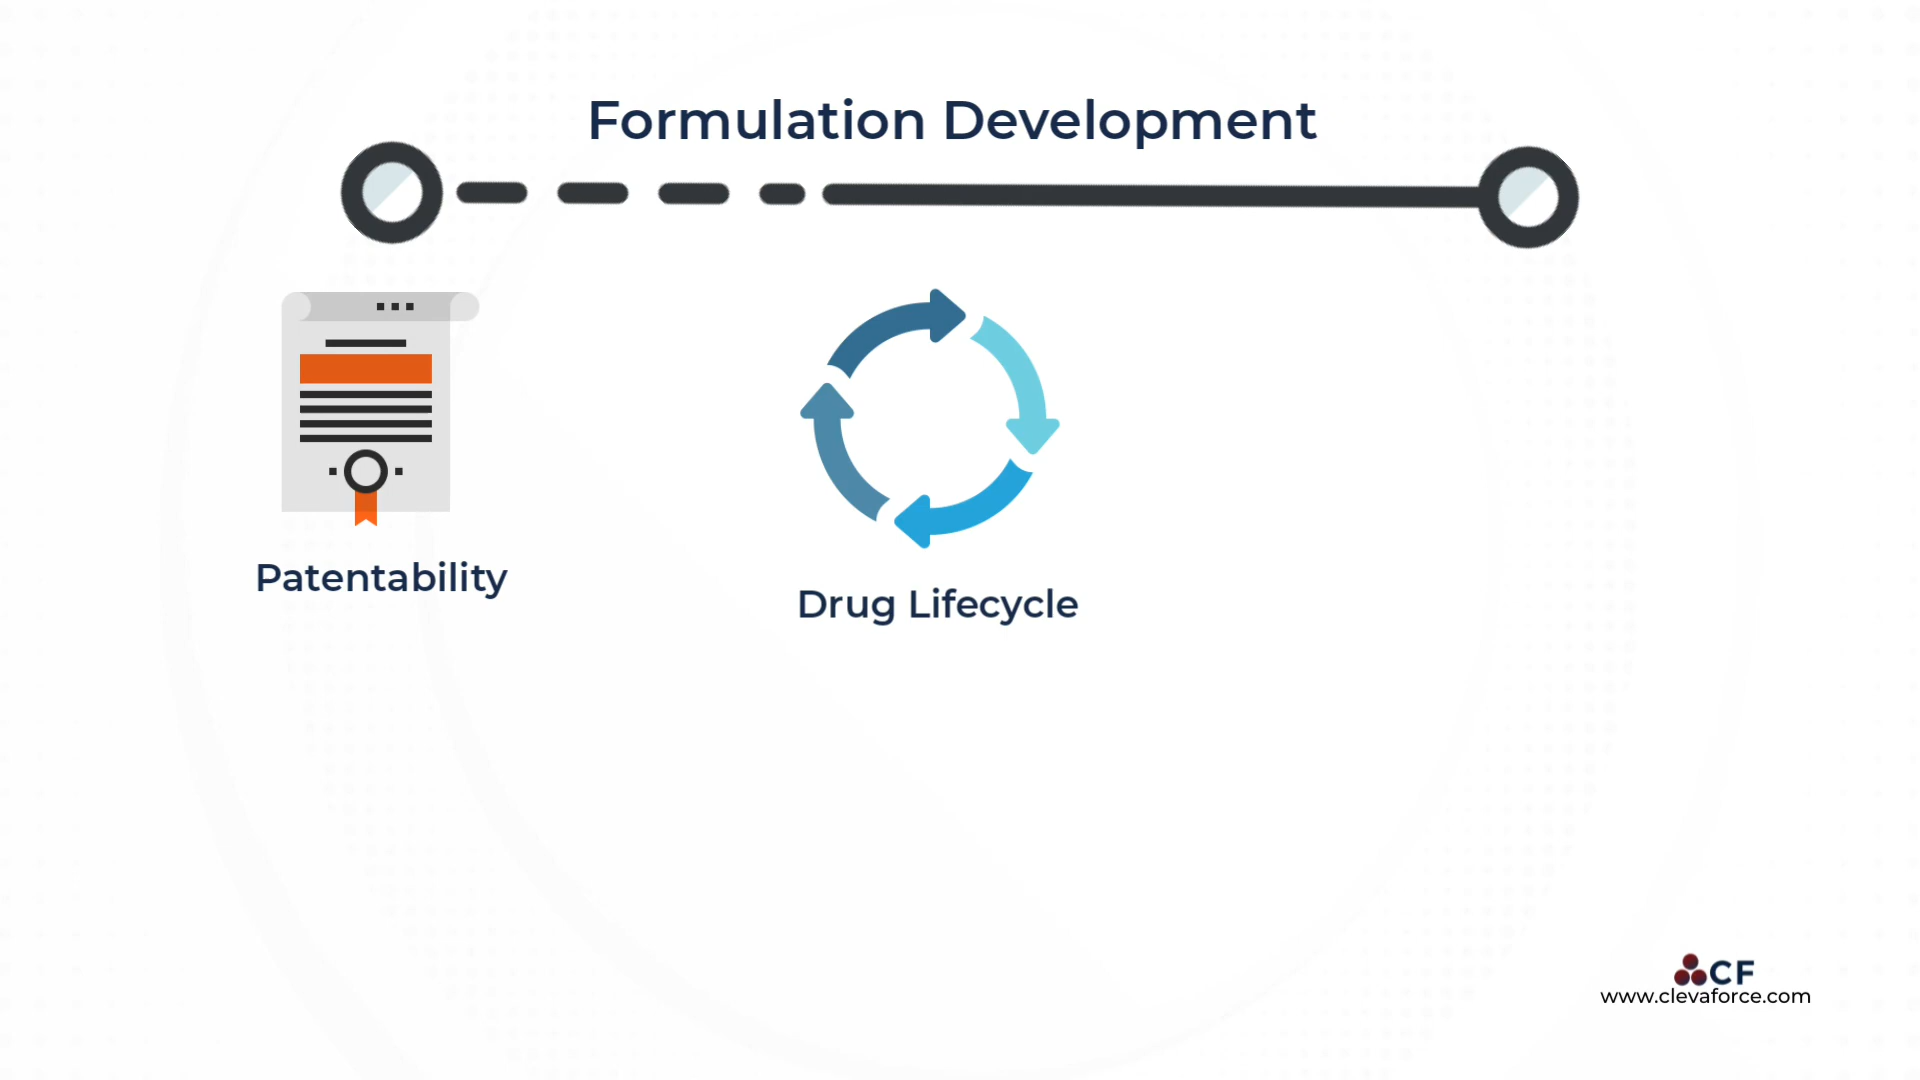 Formulation Development
Patentability
Drug Lifecycle
CF
www.clevaforce.com